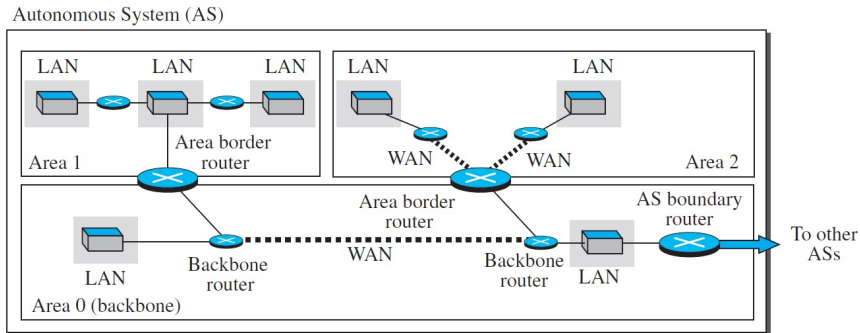 Autonomous System (AS)
LAN
LAN
LAN
Area border
router
Area 1
LAN
LAN
WAN
WAN
Area 2
Area border
router
AS boundary
router
To other
ASs
LAN
Backbone
router
WAN
Backbone
router
LAN
Area 0 (backbone)